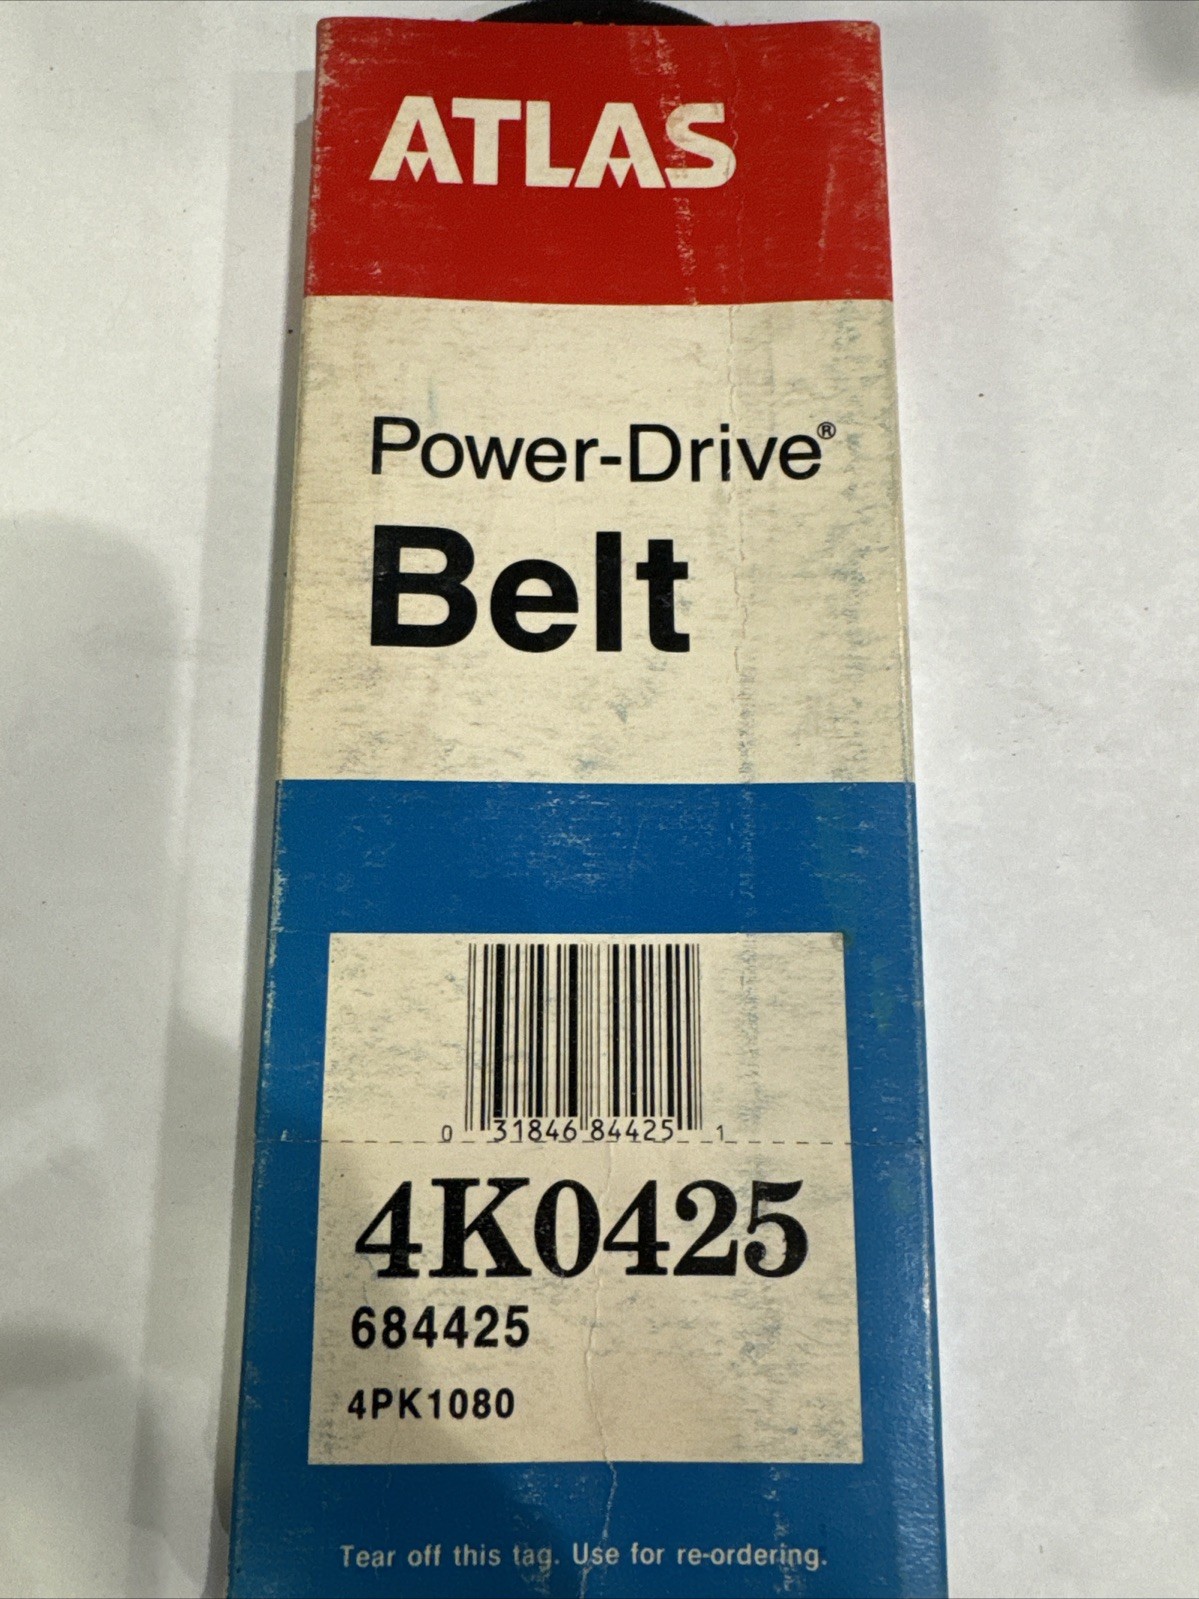 ATLAS
Power-Drive®
Belt
0 31846 84425 1
4K0425
684425
4PK1080
Tear off this tag. Use for re-ordering.